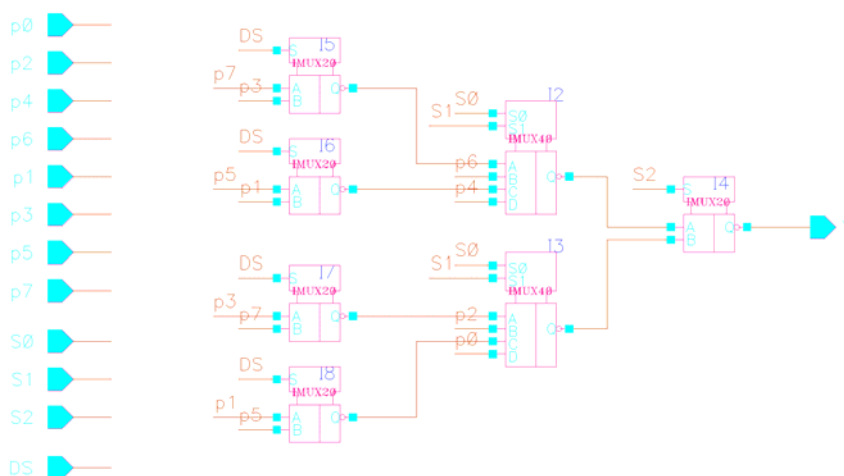 p0
p2
p4
p6
p1
p3
p5
p7
S0
S1
S2
DS
DS
I5
S
IMUX20
p7
p3
A
B
Q
DS
I6
S
IMUX20
p5
p1
A
B
Q
DS
I7
S
IMUX20
p3
p7
A
B
Q
DS
I8
S
IMUX20
p1
p5
A
B
Q
I2
S0
S1
S0
S1
IMUX40
p6
p4
A
B
C
D
Q
I3
S0
S1
S0
S1
IMUX40
p2
p0
A
B
C
D
Q
S2
I4
S
IMUX20
A
B
Q